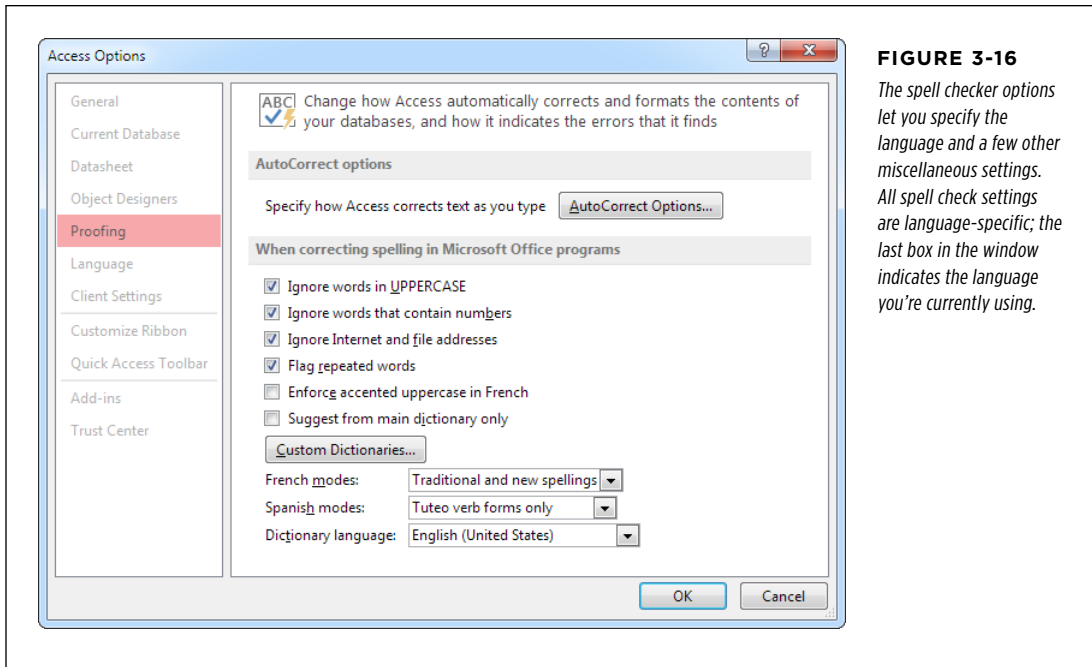 Access Options
General
Current Database
Datasheet
Object Designers
Proofing
Language
Client Settings
Customize Ribbon
Quick Access Toolbar
Add-ins
Trust Center
ABC
Change how Access automatically corrects and formats the contents of
your databases, and how it indicates the errors that it finds
AutoCorrect options
Specify how Access corrects text as you type AutoCorrect Options...
When correcting spelling in Microsoft Office programs
Ignore words in UPPERCASE
Ignore words that contain numbers
Ignore Internet and file addresses
Flag repeated words
Enforce accented uppercase in French
Suggest from main dictionary only
Custom Dictionaries...
French modes: Traditional and new spellings
Spanish modes: Tuteo verb forms only
Dictionary language: English (United States)
OK Cancel
FIGURE 3-16
The spell checker options
let you specify the
language and a few other
miscellaneous settings.
All spell check settings
are language-specific; the
last box in the window
indicates the language
you're currently using.